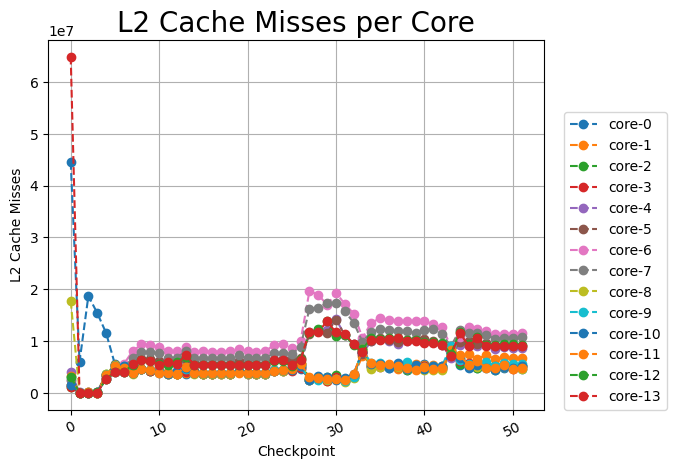 L2 Cache Misses per Core
1e7
6
5
4
3
2
1
0
L2 Cache Misses
0
10
20
30
40
50
Checkpoint
core-0
core-1
core-2
core-3
core-4
core-5
core-6
core-7
core-8
core-9
core-10
core-11
core-12
core-13